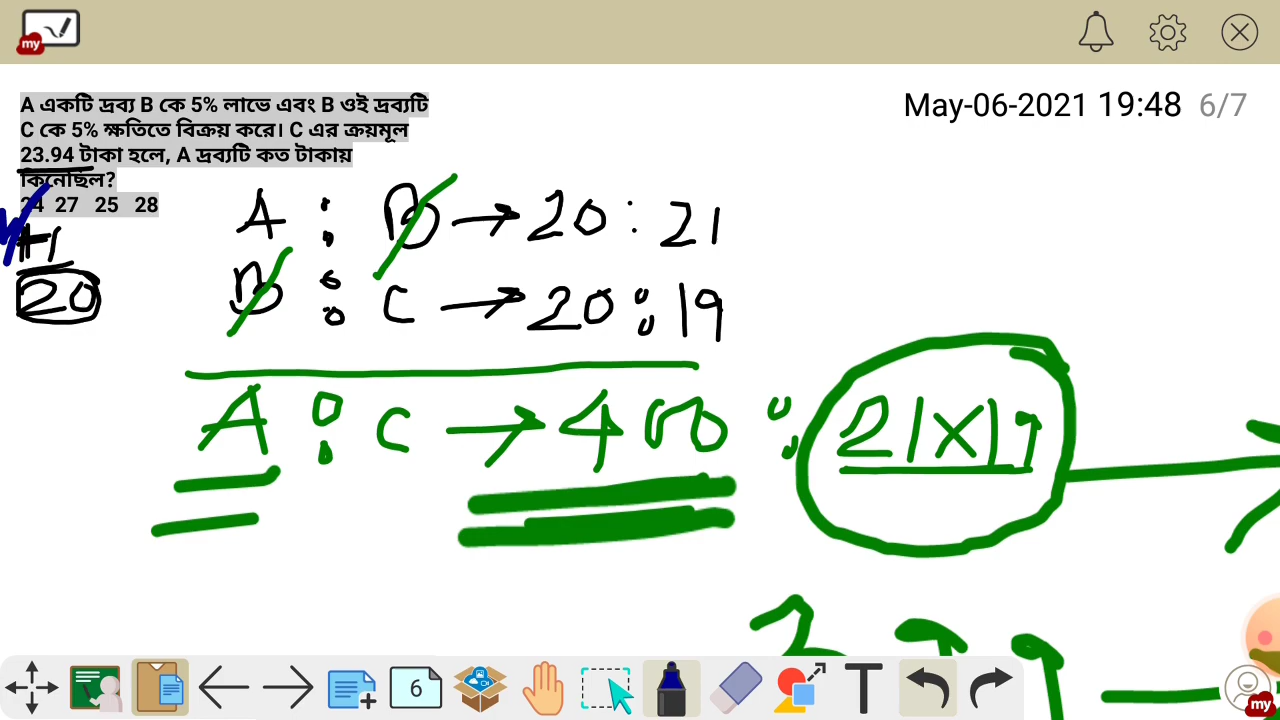 May-06-2021 19:48 6/7
A একটি দ্রব্য B কে 5% লাভে এবং B ওই দ্রব্যটি
C কে 5% ক্ষতিতে বিক্রয় করে। C এর ক্রয়মূল
23.94 টাকা হলে, A দ্রব্যটি কত টাকায়
কিনেছিল?
24 27 25 28
A : B → 20 : 21
20
B : C → 20 : 19
A : C → 400 : 21×19
6
T
my
my